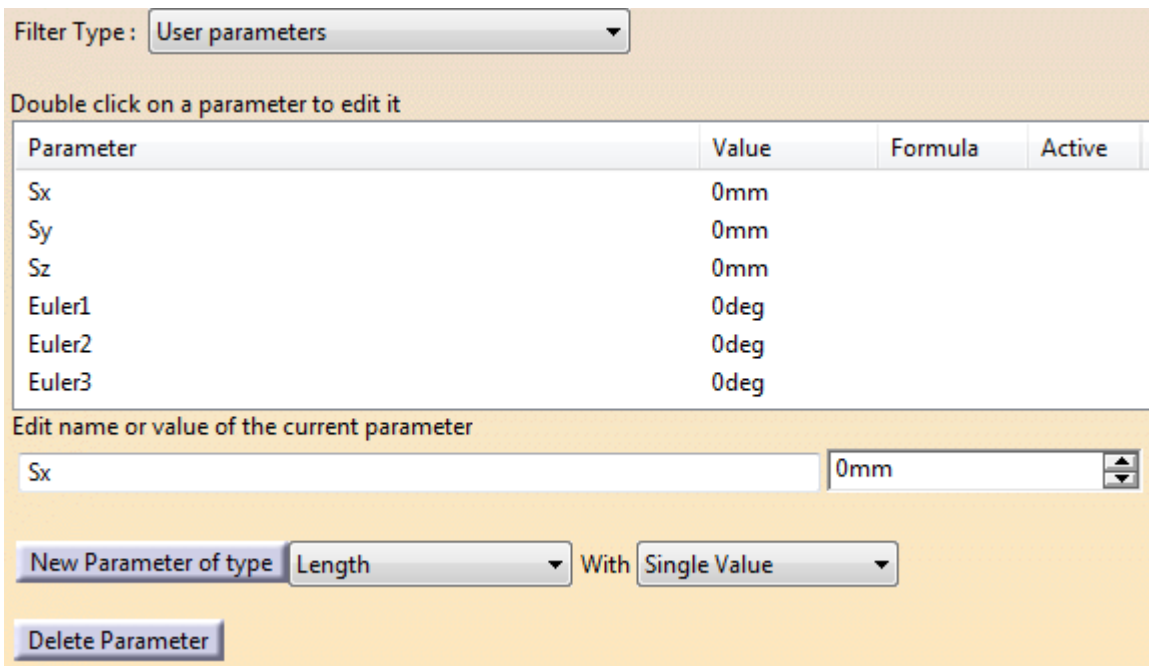 Filter Type : User parameters
Double click on a parameter to edit it
Parameter Value Formula Active
Sx 0mm
Sy 0mm
Sz 0mm
Euler1 0deg
Euler2 0deg
Euler3 0deg
Edit name or value of the current parameter
Sx 0mm
New Parameter of type Length With Single Value
Delete Parameter